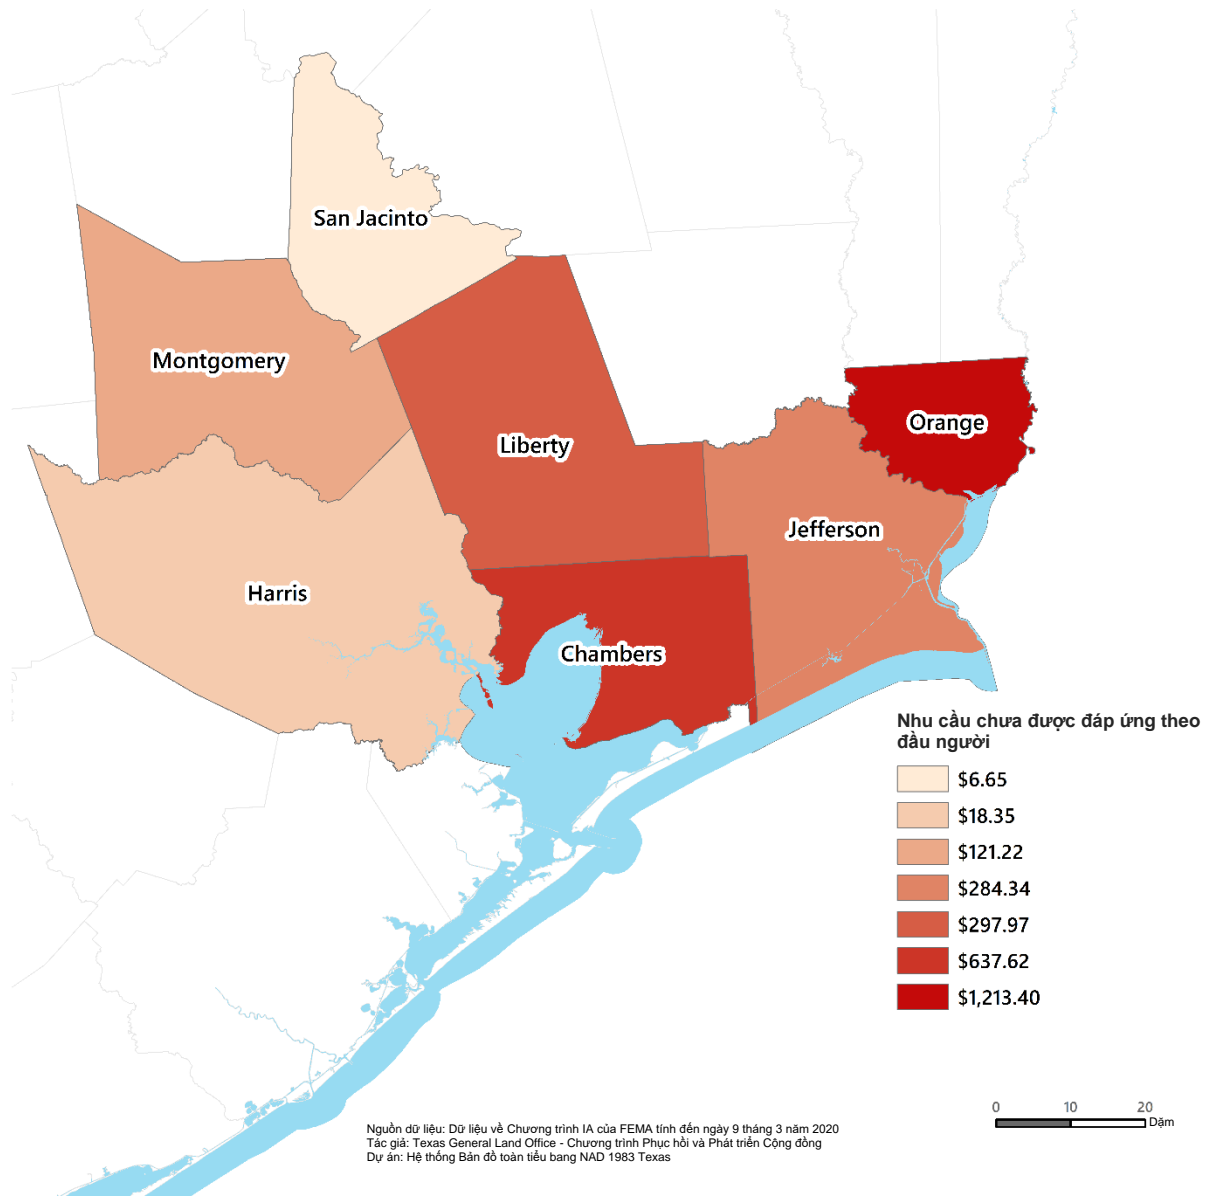 San Jacinto
Montgomery
Orange
Liberty
Jefferson
Harris
Chambers
Nhu cầu chưa được đáp ứng theo
đầu người
$6.65
$18.35
$121.22
$284.34
$297.97
$637.62
$1,213.40
0 10 20
Dặm
Nguồn dữ liệu: Dữ liệu về Chương trình IA của FEMA tính đến ngày 9 tháng 3 năm 2020
Tác giả: Texas General Land Office - Chương trình Phục hồi và Phát triển Cộng đồng
Dự án: Hệ thống Bản đồ toàn tiểu bang NAD 1983 Texas